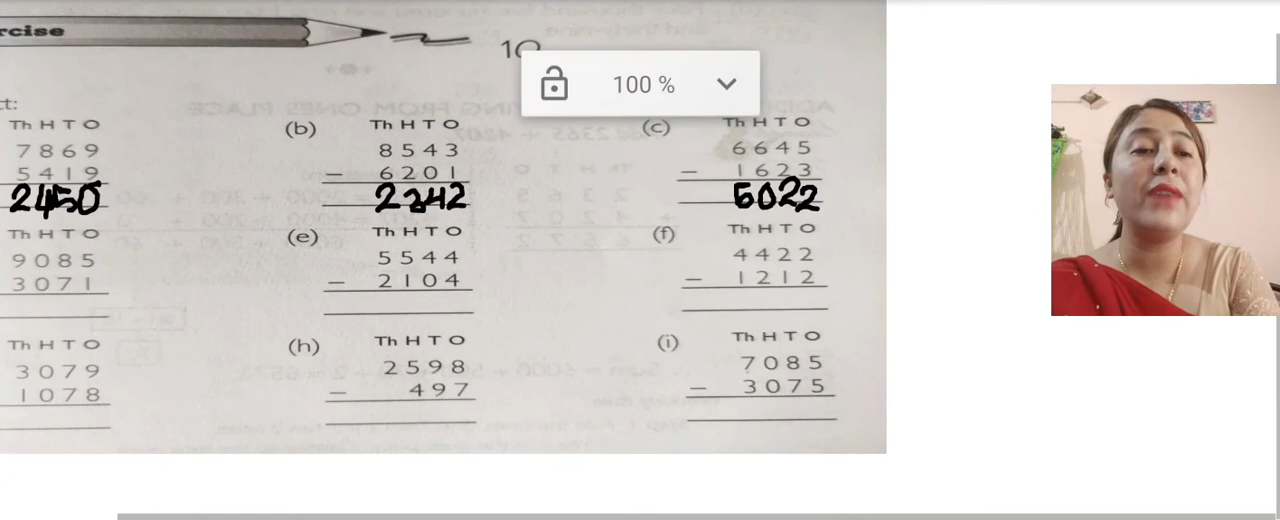 rcise
10
100 %
ct:
Th H T O
7 8 6 9
5 4 1 9
2450
(b) Th H T O
8 5 4 3
– 6 2 0 1
2342
(c) Th H T O
6 6 4 5
– 1 6 2 3
5022
Th H T O
9 0 8 5
3 0 7 1
(e) Th H T O
5 5 4 4
– 2 1 0 4
(f) Th H T O
4 4 2 2
– 1 2 1 2
Th H T O
3 0 7 9
1 0 7 8
(h) Th H T O
2 5 9 8
– 4 9 7
(i) Th H T O
7 0 8 5
– 3 0 7 5